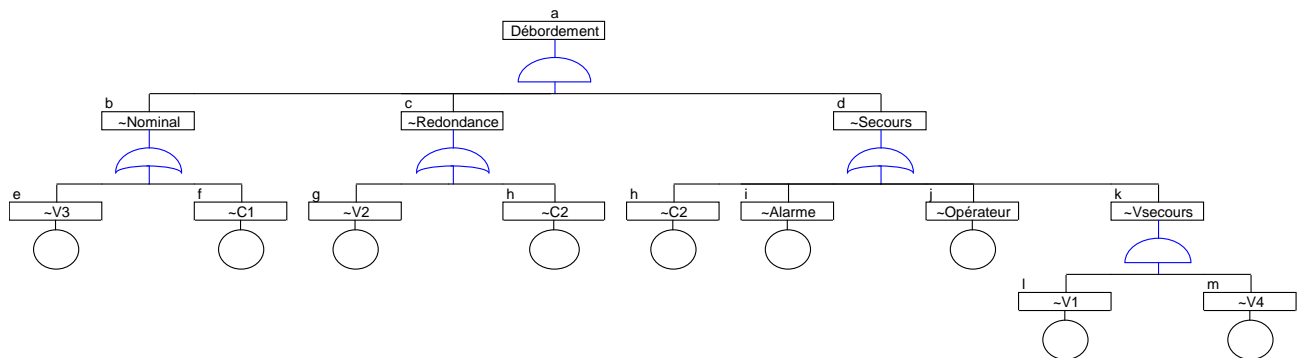 a
Débordement
b
c
d
~Nominal
~Redondance
~Secours
e
f
g
h
h
i
j
k
~V3
~C1
~V2
~C2
~C2
~Alarme
~Opérateur
~Vsecours
l
m
~V1
~V4